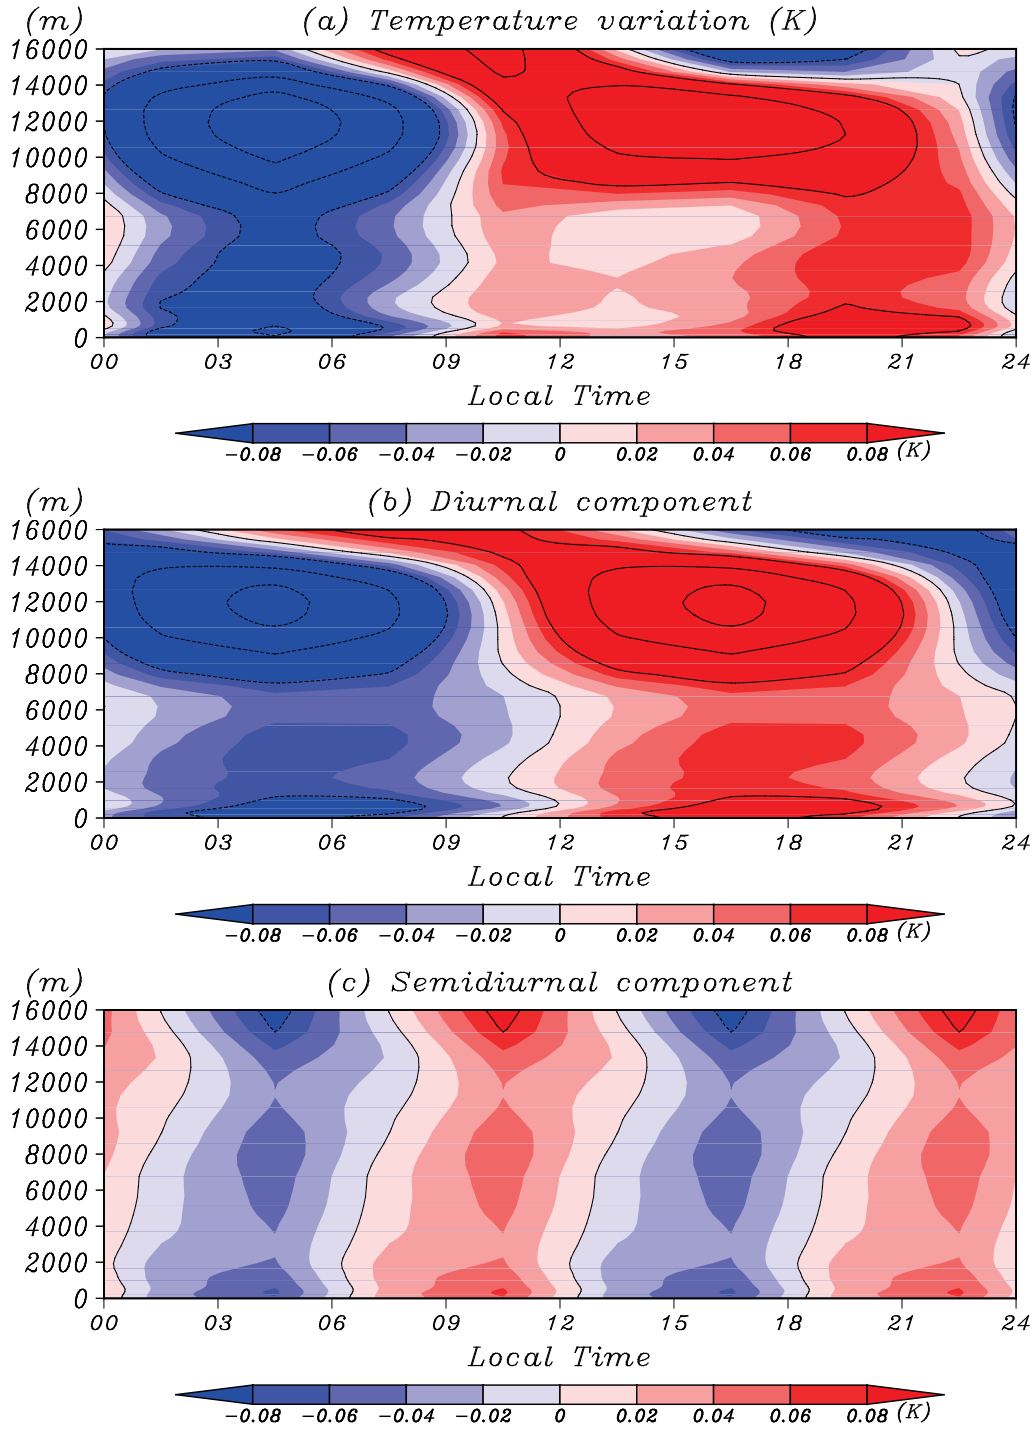 (m) (a) Temperature variation (K)
16000
14000
12000
10000
8000
6000
4000
2000
0
00 03 06 09 12 15 18 21 24
Local Time
−0.08 −0.06 −0.04 −0.02 0 0.02 0.04 0.06 0.08 (K)
(m) (b) Diurnal component
16000
14000
12000
10000
8000
6000
4000
2000
0
00 03 06 09 12 15 18 21 24
Local Time
−0.08 −0.06 −0.04 −0.02 0 0.02 0.04 0.06 0.08 (K)
(m) (c) Semidiurnal component
16000
14000
12000
10000
8000
6000
4000
2000
0
00 03 06 09 12 15 18 21 24
Local Time
−0.08 −0.06 −0.04 −0.02 0 0.02 0.04 0.06 0.08 (K)